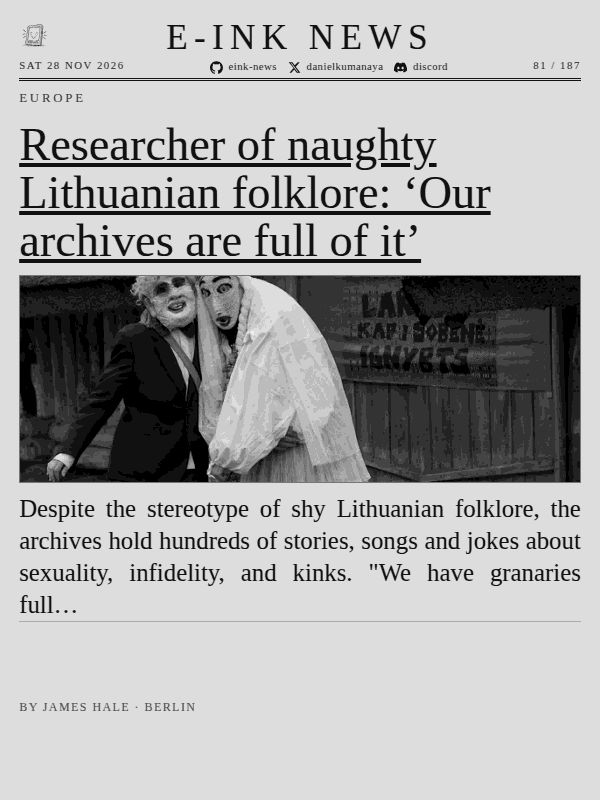 E-INK NEWS
SAT 28 NOV 2026
eink-news danielkumanaya discord
81 / 187
EUROPE
Researcher of naughty
Lithuanian folklore: ‘Our
archives are full of it’
Despite the stereotype of shy Lithuanian folklore, the
archives hold hundreds of stories, songs and jokes about
sexuality, infidelity, and kinks. "We have granaries
full…
BY JAMES HALE · BERLIN